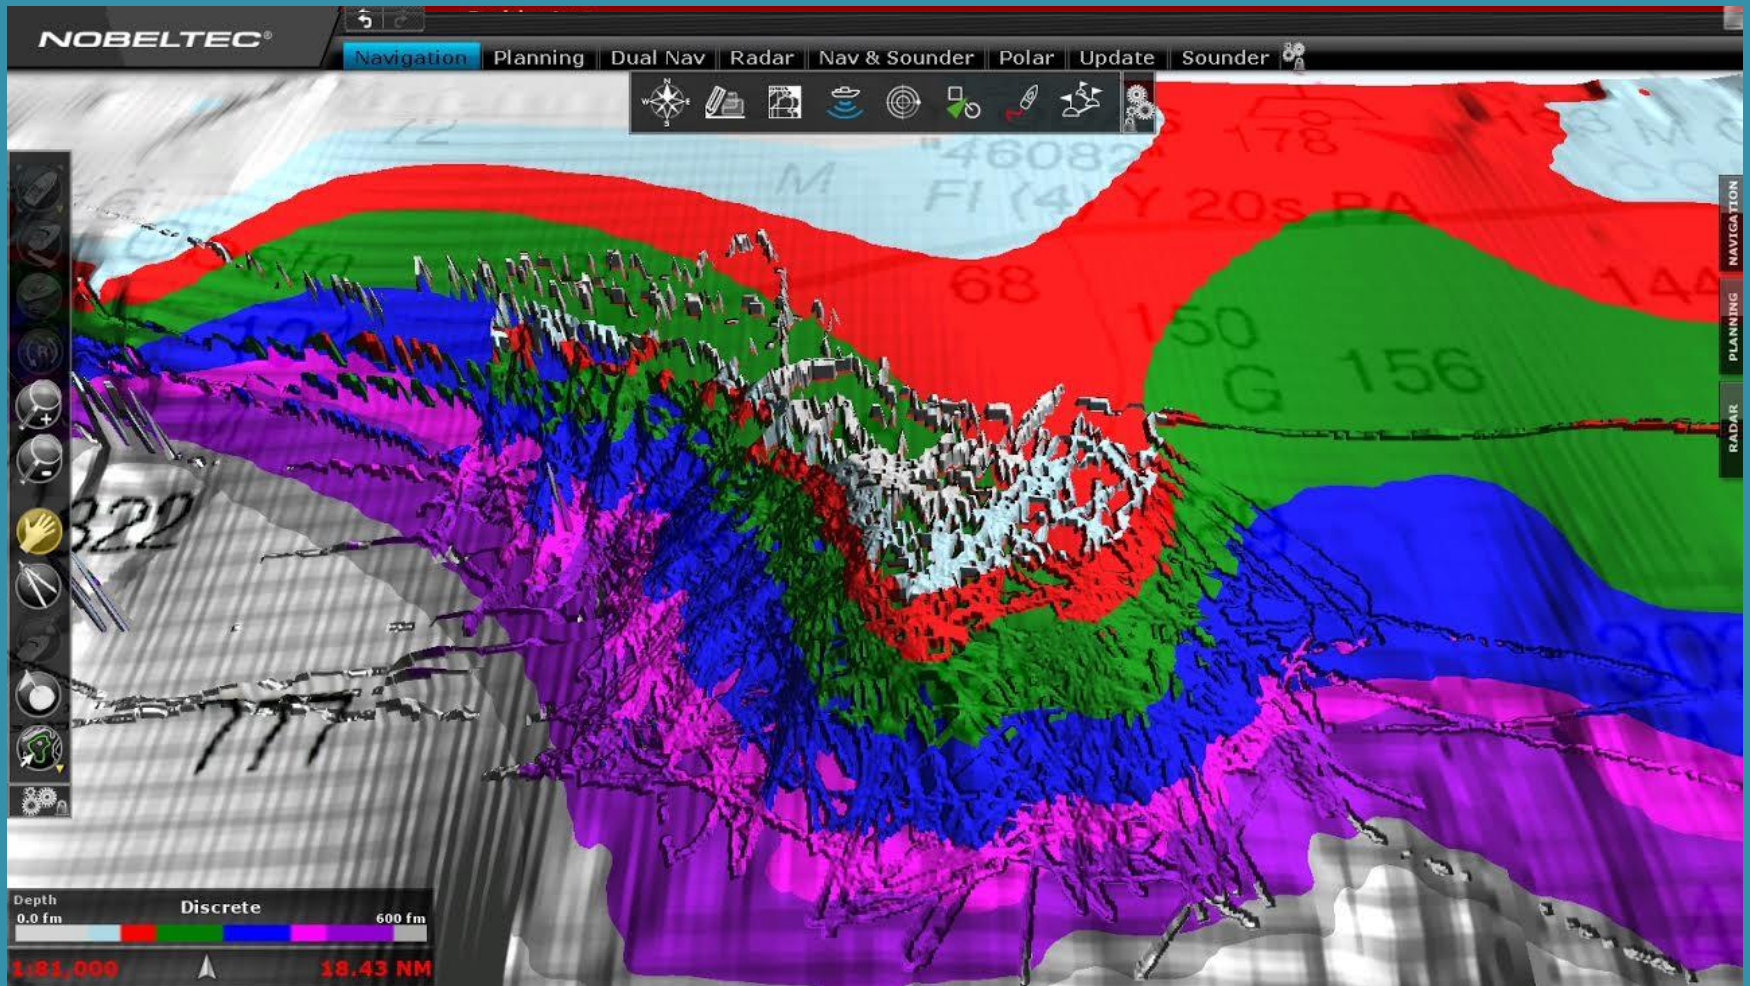 NOBELTEC®
Navigation Planning Dual Nav Radar Nav & Sounder Polar Update Sounder
N
W E
S
72
M
"46082"
Fl (4) Y 20s PA
178
M
68
144
150
G
156
NAVIGATION
PLANNING
RADAR
R
322
777
Depth
Discrete
0.0 fm 600 fm
1:81,000 18.43 NM